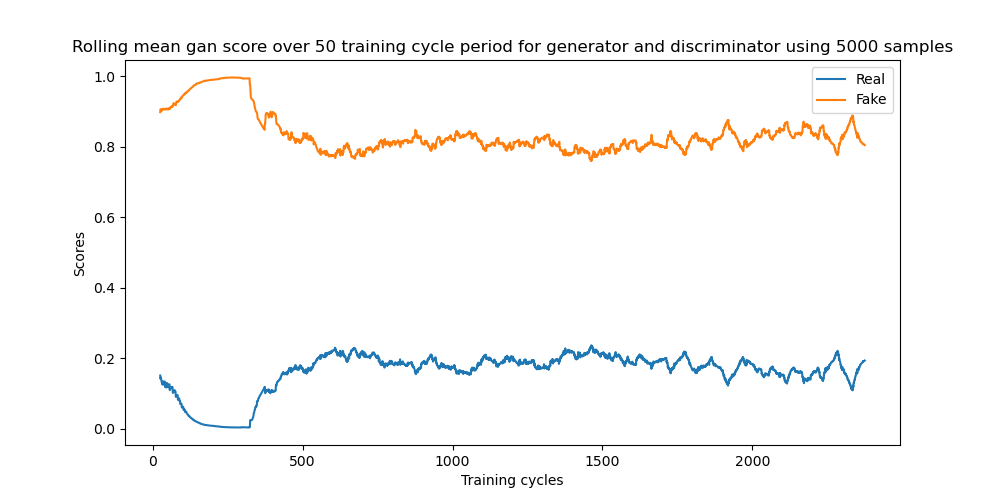 Rolling mean gan score over 50 training cycle period for generator and discriminator using 5000 samples
Real
Fake
Scores
1.0
0.8
0.6
0.4
0.2
0.0
0
500
1000
1500
2000
Training cycles